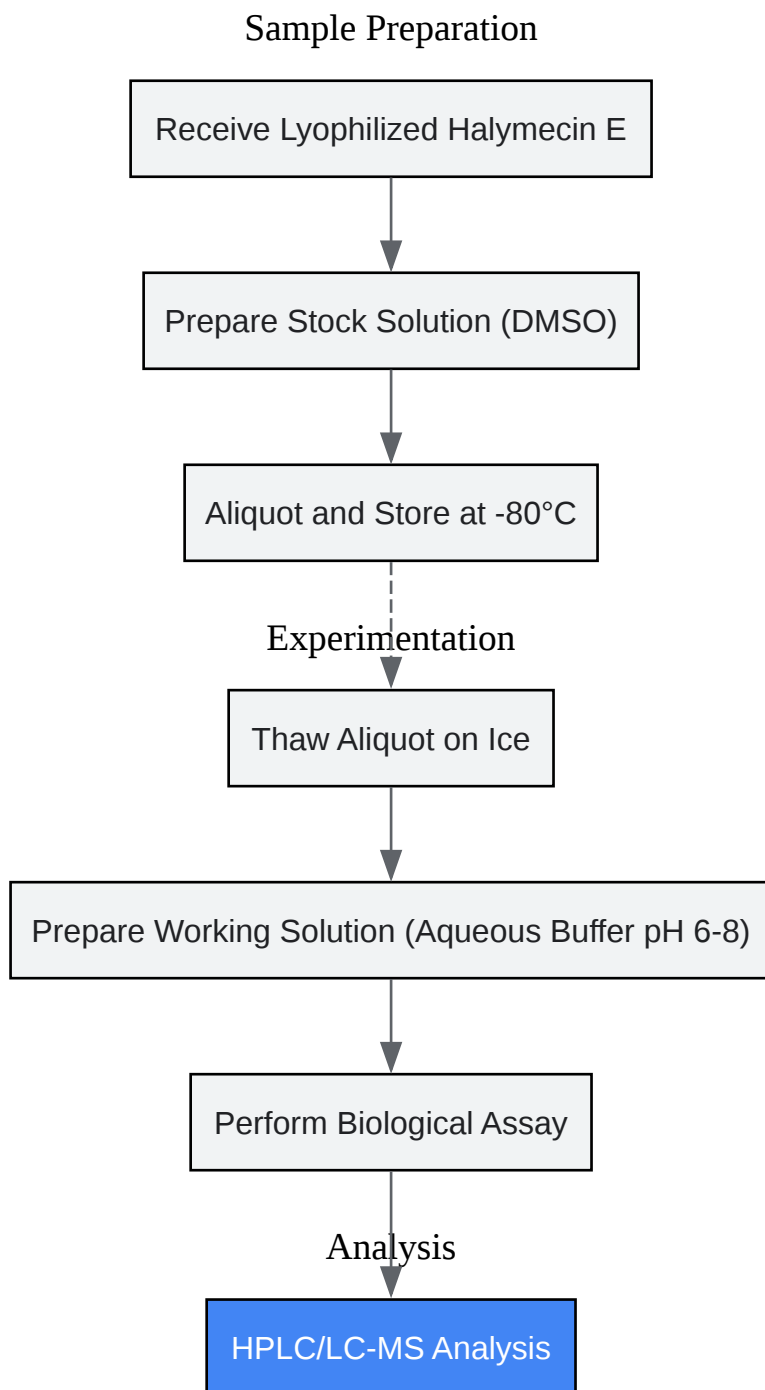 Sample Preparation
Receive Lyophilized Halymecin E
Prepare Stock Solution (DMSO)
Aliquot and Store at -80°C
Experimentation
Thaw Aliquot on Ice
Prepare Working Solution (Aqueous Buffer pH 6-8)
Perform Biological Assay
Analysis
HPLC/LC-MS Analysis